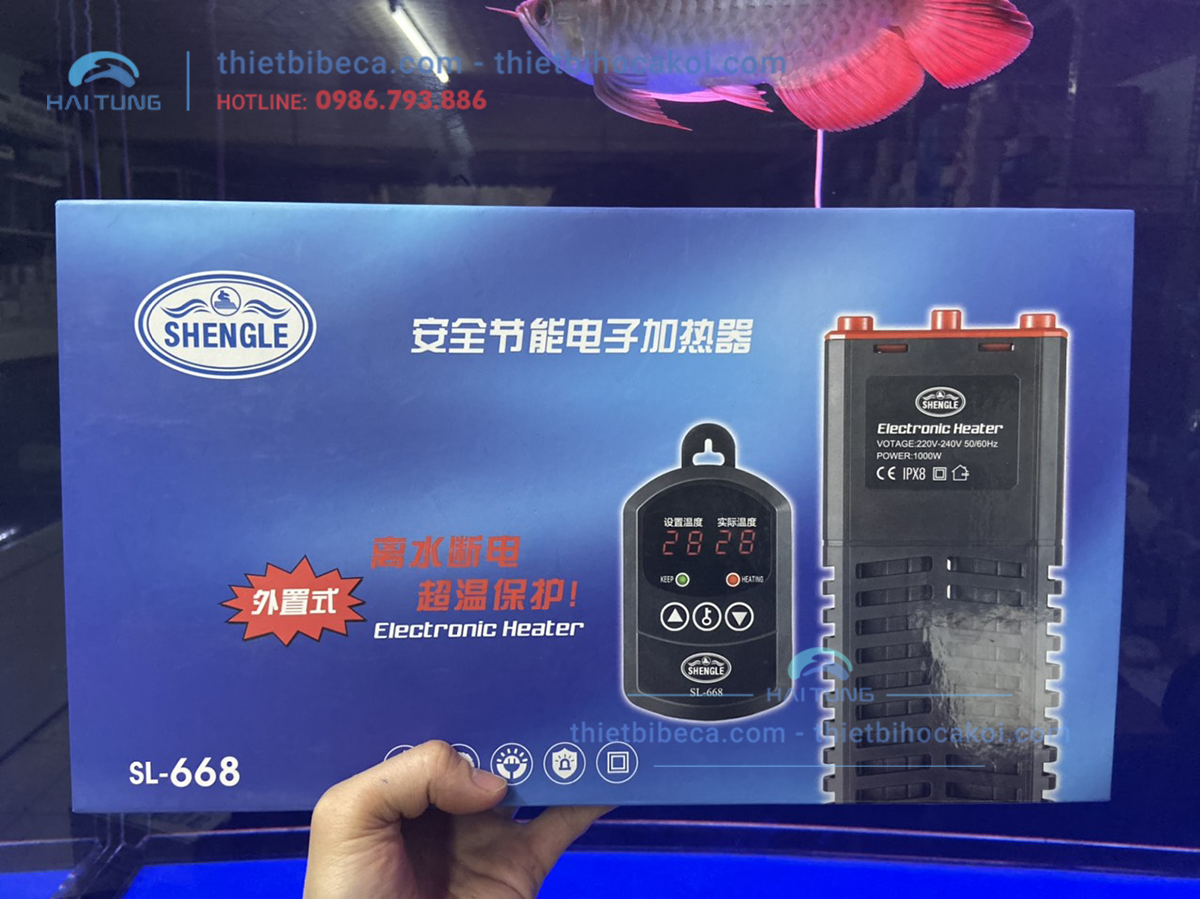 thietbibeca.com - thietbihocakoi.com
HAI TUNG
HOTLINE: 0986.793.886
SHENGLE
安全节能电子加热器
SHENGLE
Electronic Heater
VOTAGE:220V-240V 50/60Hz
POWER:1000W
CE IPX8
设置温度 实际温度
28 28
KEEP HEATING
离水断电
超温保护!
外置式
Electronic Heater
SHENGLE
SL-668
HAI TUNG
thietbibeca.com - thietbihocakoi.com
SL-668